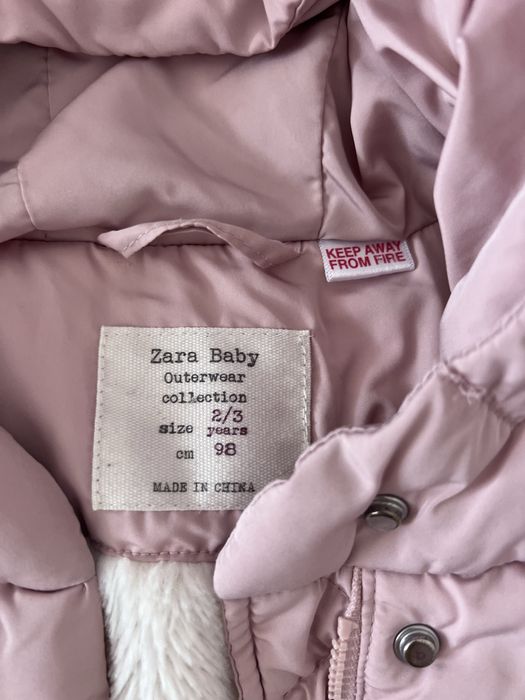 KEEP AWAY
FROM FIRE
Zara Baby
Outerwear
collection
size 2/3 years
cm 98
MADE IN CHINA